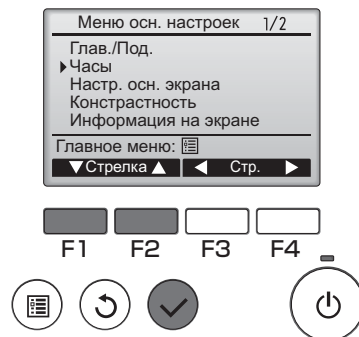 Меню осн. настроек 1/2
Глав./Под.
Часы
Настр. осн. экрана
Констрастность
Информация на экране
Главное меню:
▼Стрелка▲ ◀ Стр. ▶
F1 F2 F3 F4